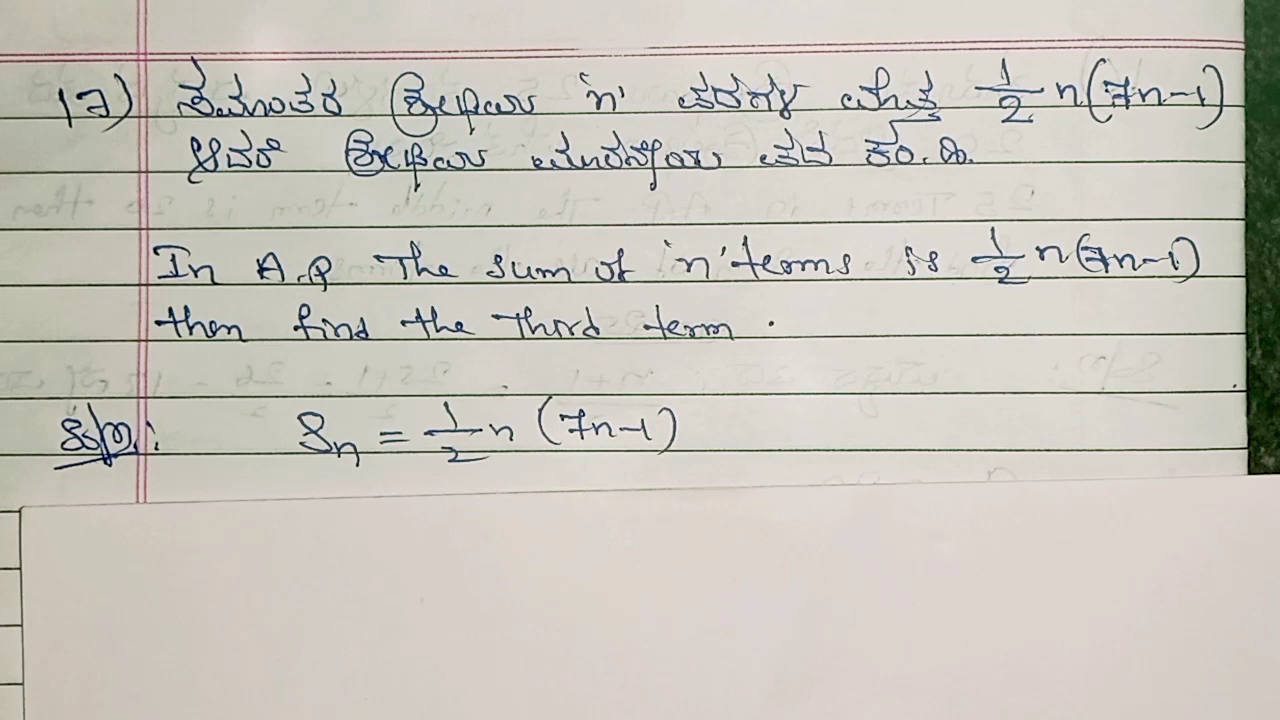 17) ಸಮಾಂತರ ಶ್ರೇಢಿಯ 'n' ಪದಗಳ ಮೊತ್ತ 1/2 n(7n-1)
ಆದರೆ ಶ್ರೇಢಿಯ ಮೂರನೇಯ ಪದ ಕಂ.ಹಿ.
In A.P The sum of 'n' terms is 1/2 n(7n-1)
then find the third term.
Sn = 1/2 n (7n-1)